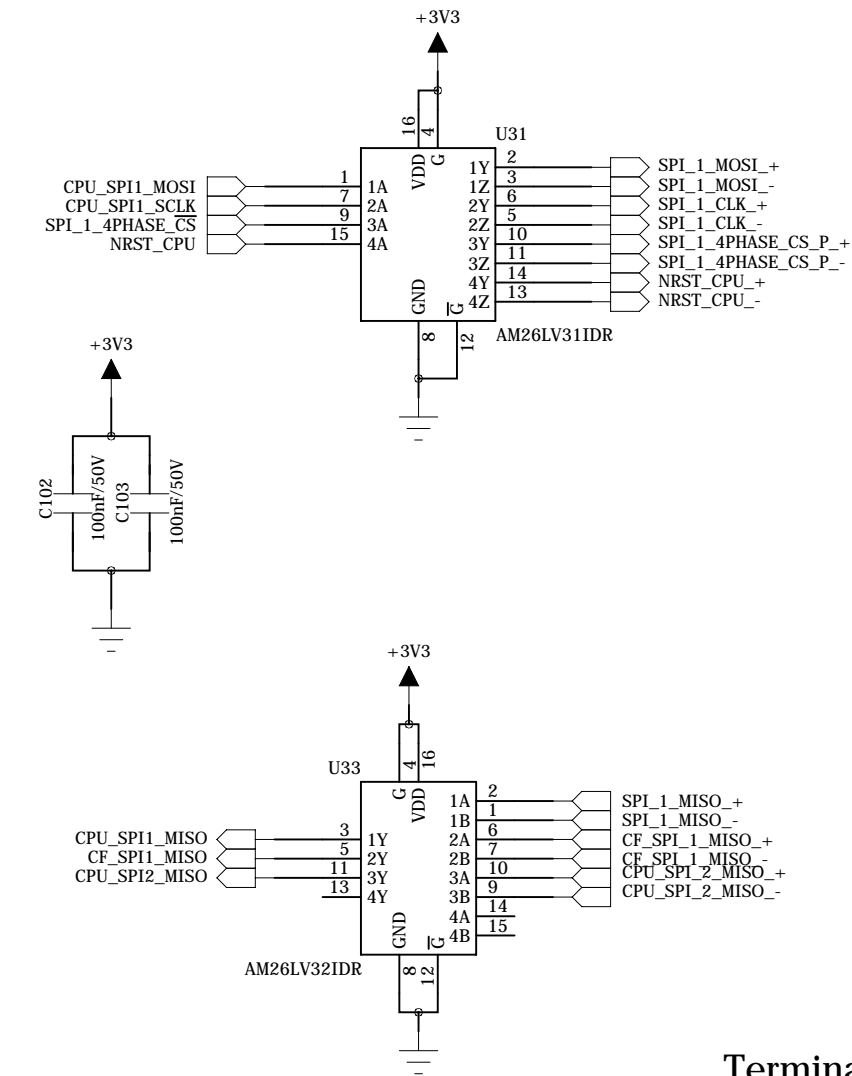 +3V3
16
4
U31
VDD
G
CPU_SPI1_MOSI
1
1A
CPU_SPI1_SCLK
7
2A
SPI_1_4PHASE_CS
9
3A
NRST_CPU
15
4A
1Y
2
SPI_1_MOSI_+
1Z
3
SPI_1_MOSI_-
2Y
6
SPI_1_CLK_+
2Z
5
SPI_1_CLK_-
3Y
10
SPI_1_4PHASE_CS_P_+
3Z
11
SPI_1_4PHASE_CS_P_-
4Y
14
NRST_CPU_+
4Z
13
NRST_CPU_-
GND
G
8
12
AM26LV31IDR
+3V3
C102
100nF/50V
C103
100nF/50V
+3V3
U33
4
16
G
VDD
CPU_SPI1_MISO
3
1Y
CF_SPI1_MISO
5
2Y
CPU_SPI2_MISO
11
3Y
13
4Y
1A
2
SPI_1_MISO_+
1B
1
SPI_1_MISO_-
2A
6
CF_SPI_1_MISO_+
2B
7
CF_SPI_1_MISO_-
3A
10
CPU_SPI_2_MISO_+
3B
9
CPU_SPI_2_MISO_-
4A
14
4B
15
GND
G
8
12
AM26LV32IDR
Termina